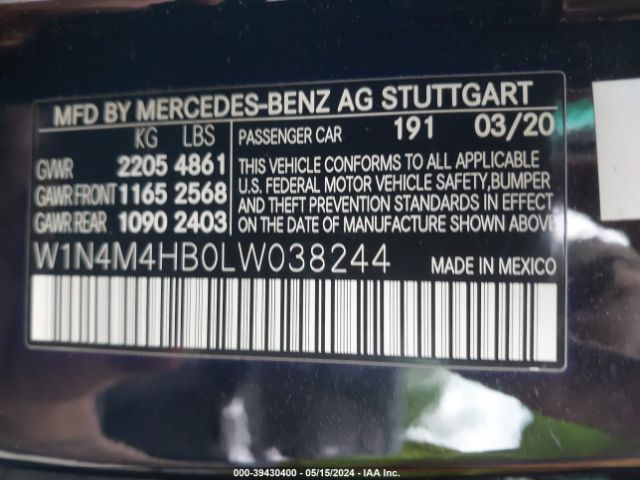 MFD BY MERCEDES-BENZ AG STUTTGART
KG LBS
GVWR 2205 4861
GAWR FRONT 1165 2568
GAWR REAR 1090 2403
PASSENGER CAR 191 03/20
THIS VEHICLE CONFORMS TO ALL APPLICABLE
U.S. FEDERAL MOTOR VEHICLE SAFETY, BUMPER
AND THEFT PREVENTION STANDARDS IN EFFECT
ON THE DATE OF MANUFACTURE SHOWN ABOVE
W1N4M4HB0LW038244 MADE IN MEXICO
000-39430400 - 05/15/2024 - IAA Inc.